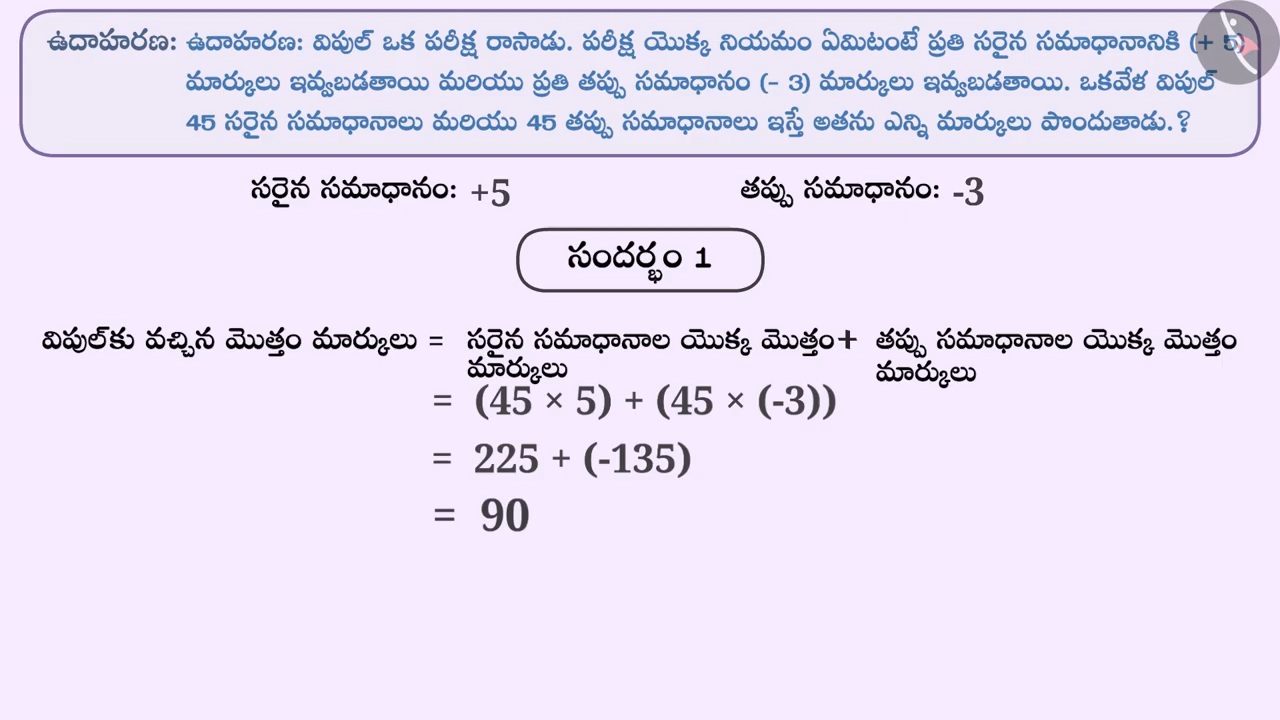 ఉదాహరణ: ఉదాహరణ: విపుల్ ఒక పరీక్ష రాసాడు. పరీక్ష యొక్క నియమం ఏమిటంటే ప్రతి సరైన సమాధానానికి (+ 5)
మార్కులు ఇవ్వబడతాయి మరియు ప్రతి తప్పు సమాధానం (- 3) మార్కులు ఇవ్వబడతాయి. ఒకవేళ విపుల్
45 సరైన సమాధానాలు మరియు 45 తప్పు సమాధానాలు ఇస్తే అతను ఎన్ని మార్కులు పొందుతాడు.?
సరైన సమాధానం: +5 తప్పు సమాధానం: -3
సందర్భం 1
విపుల్‌కు వచ్చిన మొత్తం మార్కులు = సరైన సమాధానాల యొక్క మొత్తం + తప్పు సమాధానాల యొక్క మొత్తం
మార్కులు మార్కులు
= (45 × 5) + (45 × (-3))
= 225 + (-135)
= 90